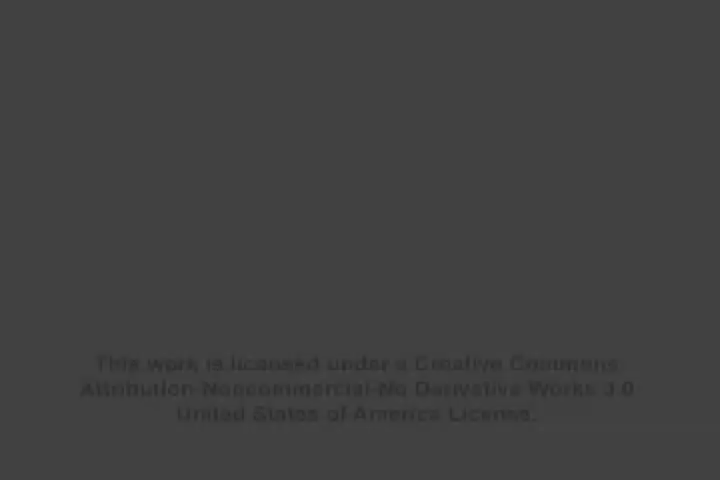 This work is licensed under a Creative Commons
Attribution-Noncommercial-No Derivative Works 3.0
United States of America License.